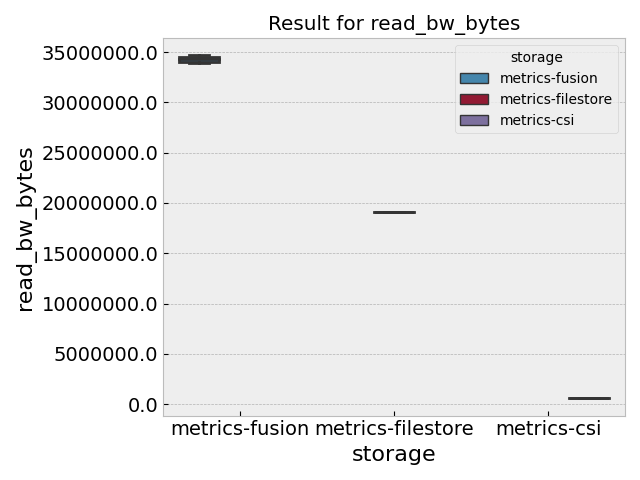 Result for read_bw_bytes
read_bw_bytes
35000000.0
30000000.0
25000000.0
20000000.0
15000000.0
10000000.0
5000000.0
0.0
storage
metrics-fusion
metrics-filestore
metrics-csi
metrics-fusion metrics-filestore metrics-csi
storage